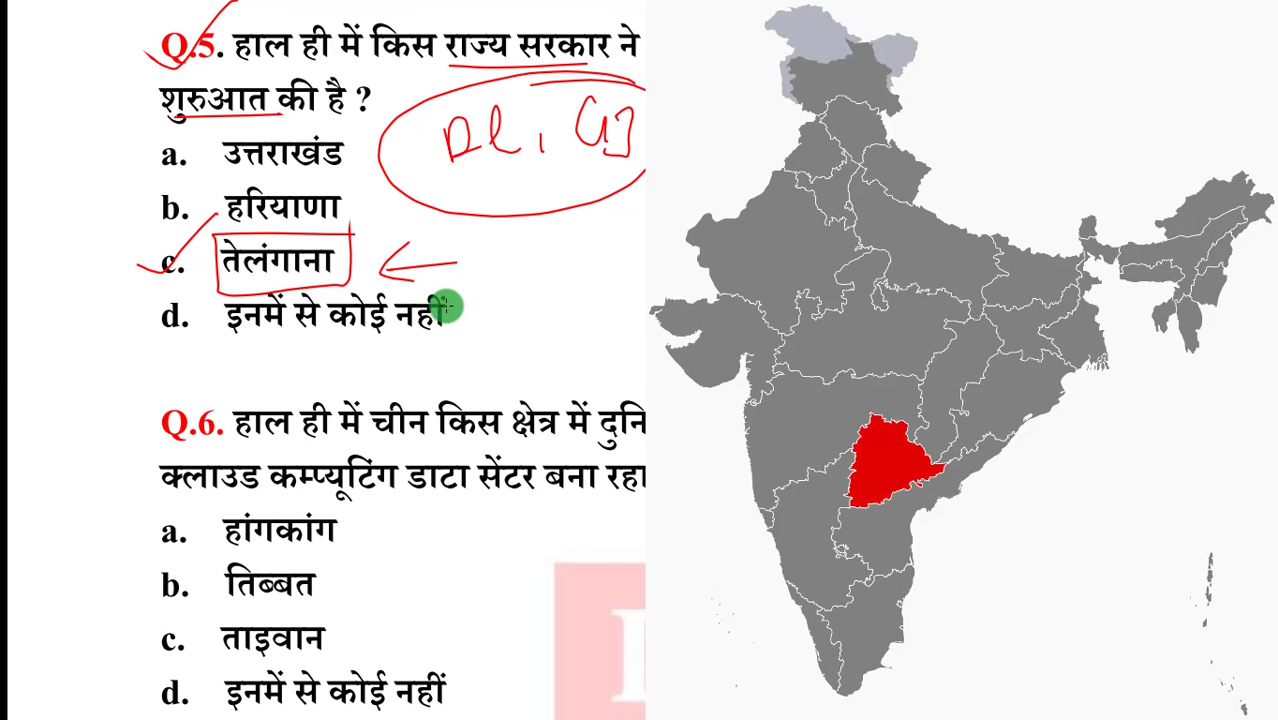 Q.5. हाल ही में किस राज्य सरकार ने
शुरुआत की है ?
a. उत्तराखंड
b. हरियाणा
c. तेलंगाना
d. इनमें से कोई नहीं
Q.6. हाल ही में चीन किस क्षेत्र में
क्लाउड कम्प्यूटिंग डाटा सेंटर बना रहा
a. हांगकांग
b. तिब्बत
c. ताइवान
d. इनमें से कोई नहीं